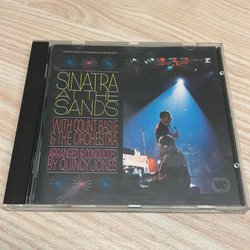 SINATRA
AT THE
SANDS
WITH COUNT BASIE
& THE ORCHESTRA
ARRANGED & CONDUCTED
BY QUINCY JONES